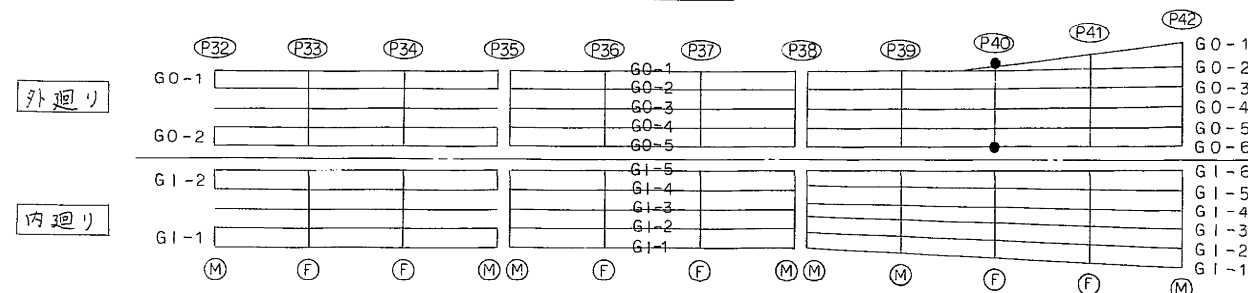 P32 P33 P34 P35 P36 P37 P38 P39 P40 P41 P42
外廻り
GO-1
GO-2
GO-1
GO-2
GO-3
GO-4
GO-5
GO-1
GO-2
GO-3
GO-4
GO-5
GO-6
内廻り
GI-2
GI-1
GI-5
GI-4
GI-3
GI-2
GI-1
GI-6
GI-5
GI-4
GI-3
GI-2
GI-1
M F F M M F F M M M F F M